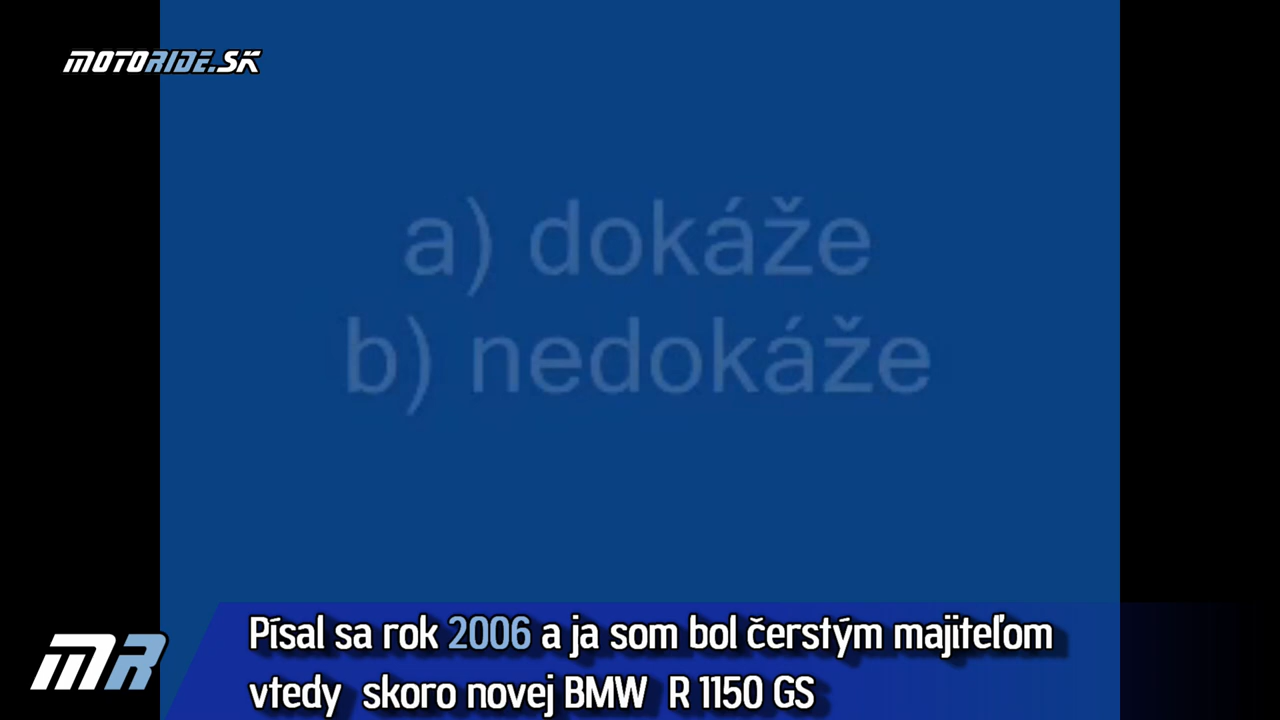 MOTORIDE.SK
a) dokáže
b) nedokáže
MR
Písal sa rok 2006 a ja som bol čerstým majiteľom
vtedy skoro novej BMW R 1150 GS